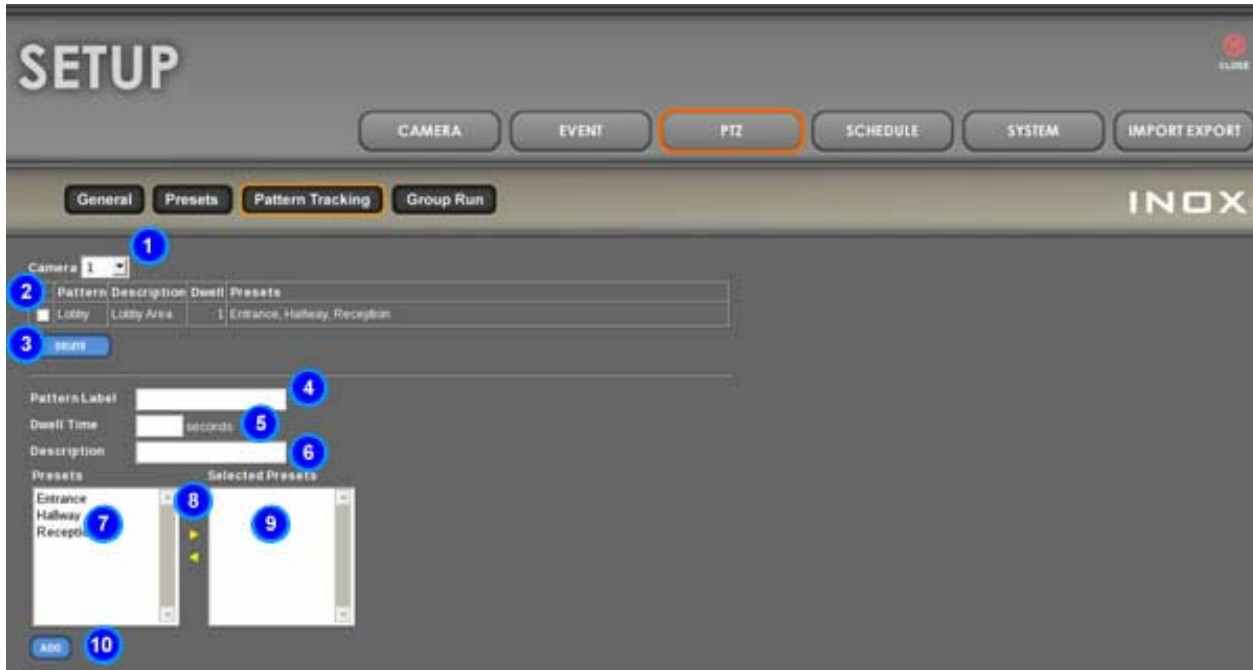 SETUP
CLOSE
CAMERA EVENT PTZ SCHEDULE SYSTEM IMPORT EXPORT
General Presets Pattern Tracking Group Run INOX
1
Camera 1
2 Pattern Description Dwell Presets
Lobby Lobby Area 1 Entrance, Hallway, Reception
3 DELETE
Pattern Label 4
Dwell Time seconds 5
Description 6
Presets Selected Presets
Entrance 8
Hallway 7 9
Reception
ADD 10